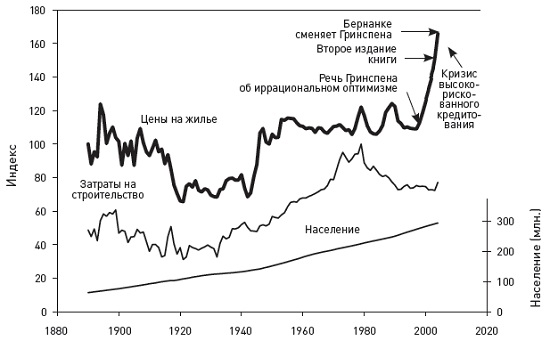 180
160
140
120
100
80
60
40
20
0
Индекс
Бернанке
сменяет Гринспена
Второе издание
книги
Речь Гринспена
об иррациональном оптимизме
Кризис
высоко-
риско-
ванного
кредито-
вания
Цены на жилье
Затраты на
строительство
Население
300
200
100
0
Население (млн.)
1880
1900
1920
1940
1960
1980
2000
2020